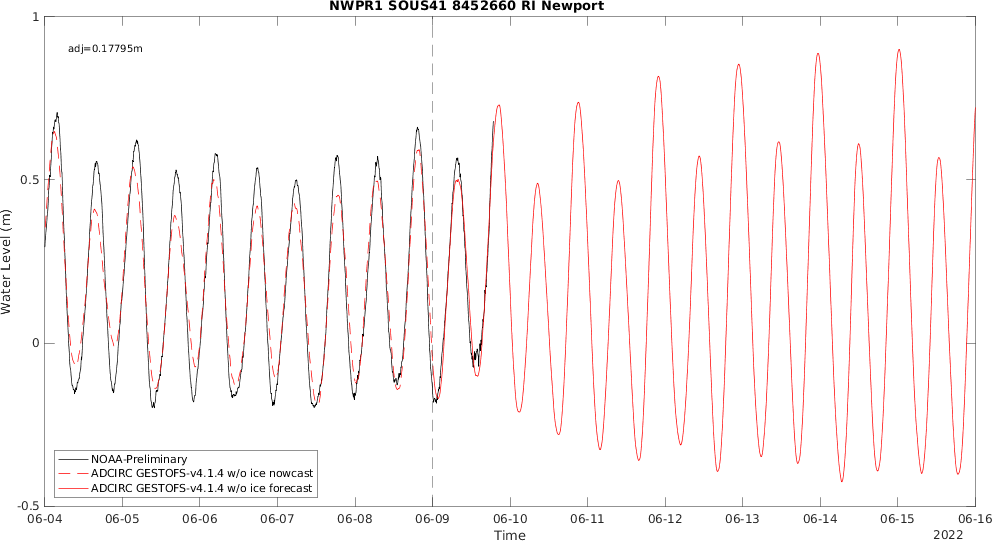 NWPR1 SOUS41 8452660 RI Newport
adj=0.17795m
1
0.5
0
-0.5
Water Level (m)
NOAA-Preliminary
ADCIRC GESTOFS-v4.1.4 w/o ice nowcast
ADCIRC GESTOFS-v4.1.4 w/o ice forecast
06-04 06-05 06-06 06-07 06-08 06-09 06-10 06-11 06-12 06-13 06-14 06-15 06-16
Time
2022